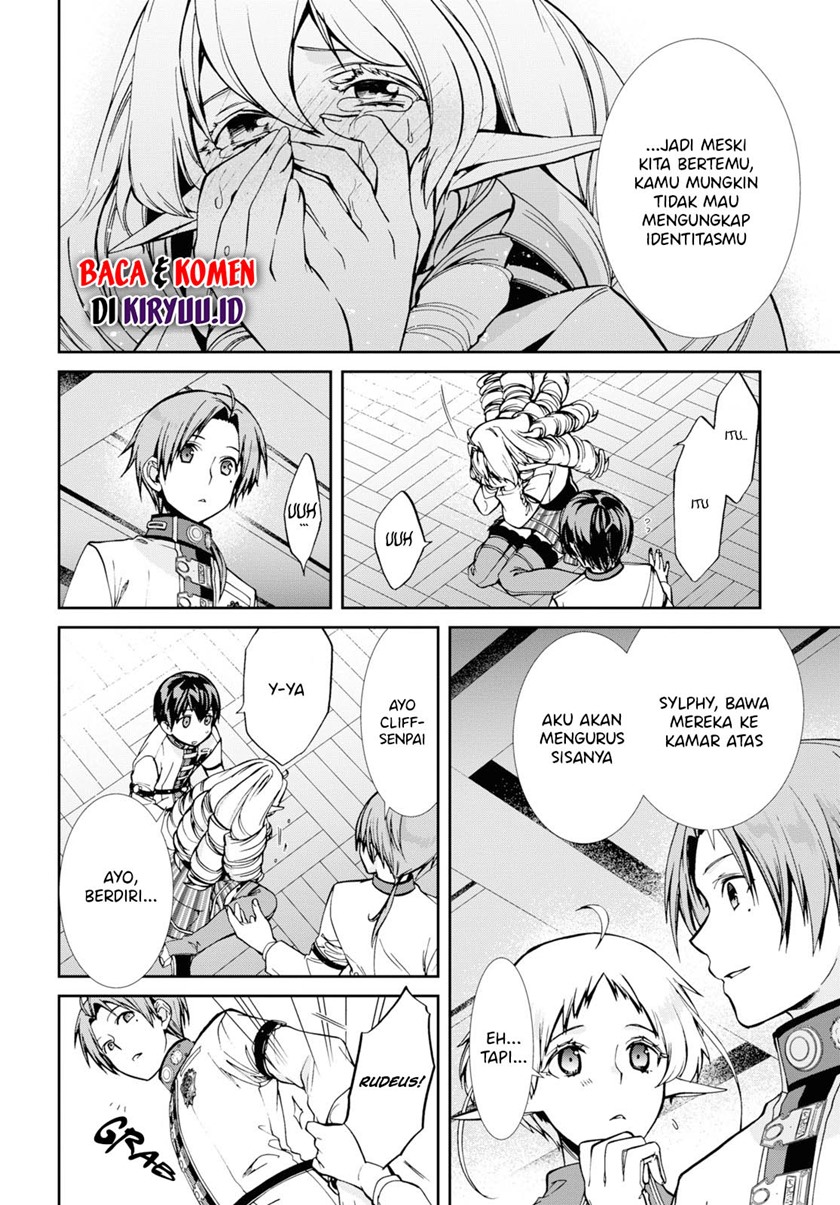 ...JADI MESKI
KITA BERTEMU,
KAMU MUNGKIN
TIDAK MAU
MENGUNGKAP
IDENTITASMU
BACA & KOMEN
DI KIRYUU.ID
ITU...
ITU
UUH
UUH
...
SYLPHY, BAWA
MEREKA KE
KAMAR ATAS
AKU AKAN
MENGURUS
SISANYA
EH...
TAPI...
AYO
CLIFF-
SENPAI
Y-YA
AYO,
BERDIRI...
RUDEUS!
GRAB